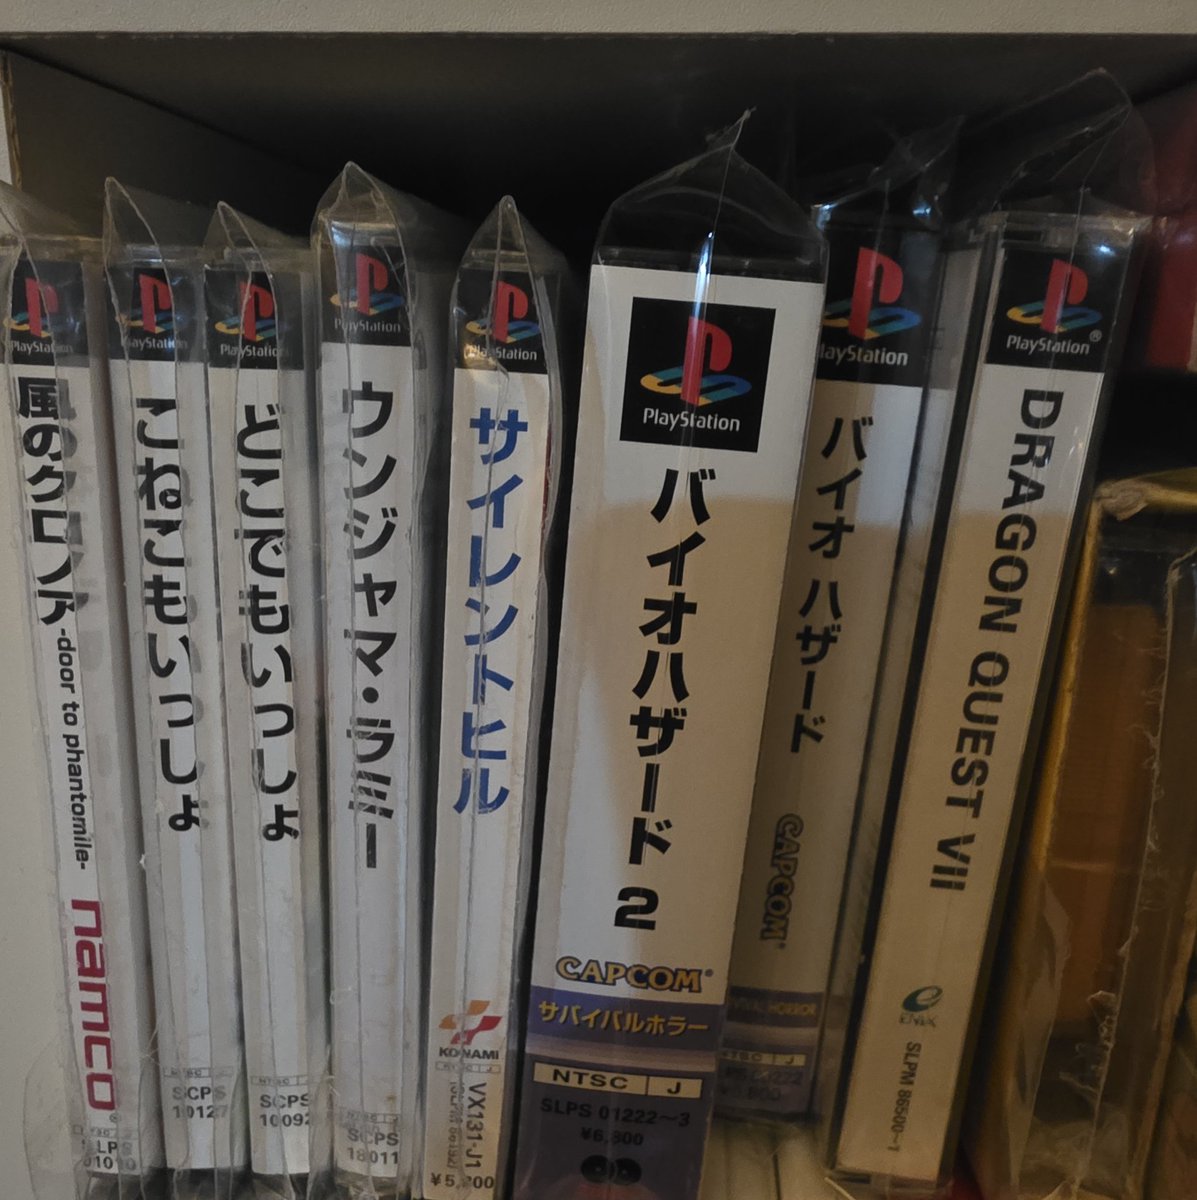 PlayStation
風のクロノア
-door to phantomile-
namco
PlayStation
こねこもいっしょ
SCPS
10127
PlayStation
どこでもいっしょ
SCPS
10092
PlayStation
ウンジャマ・ラミー
SCPS
18011
PlayStation
サイレントヒル
KONAMI
VX131-J1
PlayStation
バイオハザード 2
CAPCOM
サバイバルホラー
NTSC J
SLPS 01222〜3
¥6,800
PlayStation
バイオ ハザード
CAPCOM
PlayStation
DRAGON QUEST VII
ENIX
SLPM 86500~1